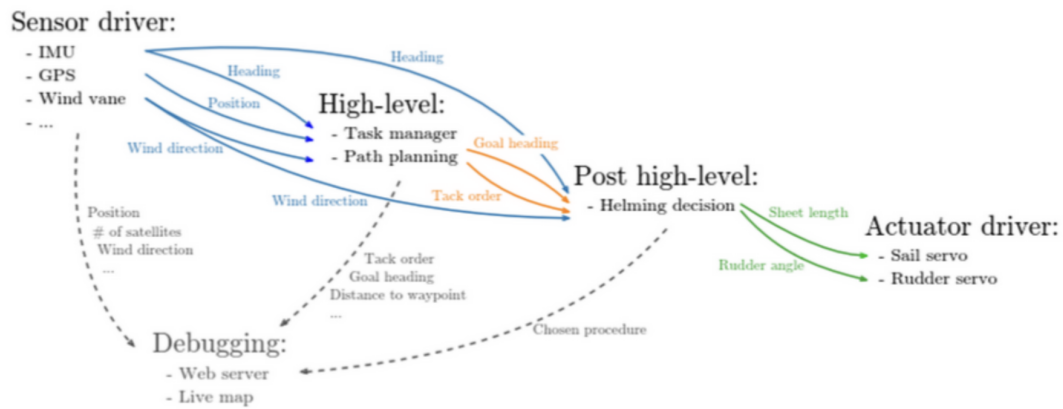 Sensor driver:
- IMU
- GPS
- Wind vane
- ...
Heading
Heading
Position
Wind direction
Wind direction
High-level:
- Task manager
- Path planning
Goal heading
Tack order
Post high-level:
- Helming decision
Sheet length
Rudder angle
Actuator driver:
- Sail servo
- Rudder servo
Position
# of satellites
Wind direction
...
Tack order
Goal heading
Distance to waypoint
...
Chosen procedure
Debugging:
- Web server
- Live map